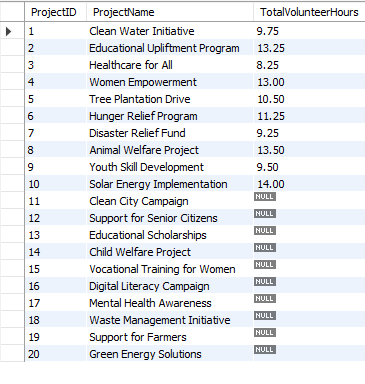 ProjectID ProjectName TotalVolunteerHours
1 Clean Water Initiative 9.75
2 Educational Upliftment Program 13.25
3 Healthcare for All 8.25
4 Women Empowerment 13.00
5 Tree Plantation Drive 10.50
6 Hunger Relief Program 11.25
7 Disaster Relief Fund 9.25
8 Animal Welfare Project 13.50
9 Youth Skill Development 9.50
10 Solar Energy Implementation 14.00
11 Clean City Campaign NULL
12 Support for Senior Citizens NULL
13 Educational Scholarships NULL
14 Child Welfare Project NULL
15 Vocational Training for Women NULL
16 Digital Literacy Campaign NULL
17 Mental Health Awareness NULL
18 Waste Management Initiative NULL
19 Support for Farmers NULL
20 Green Energy Solutions NULL